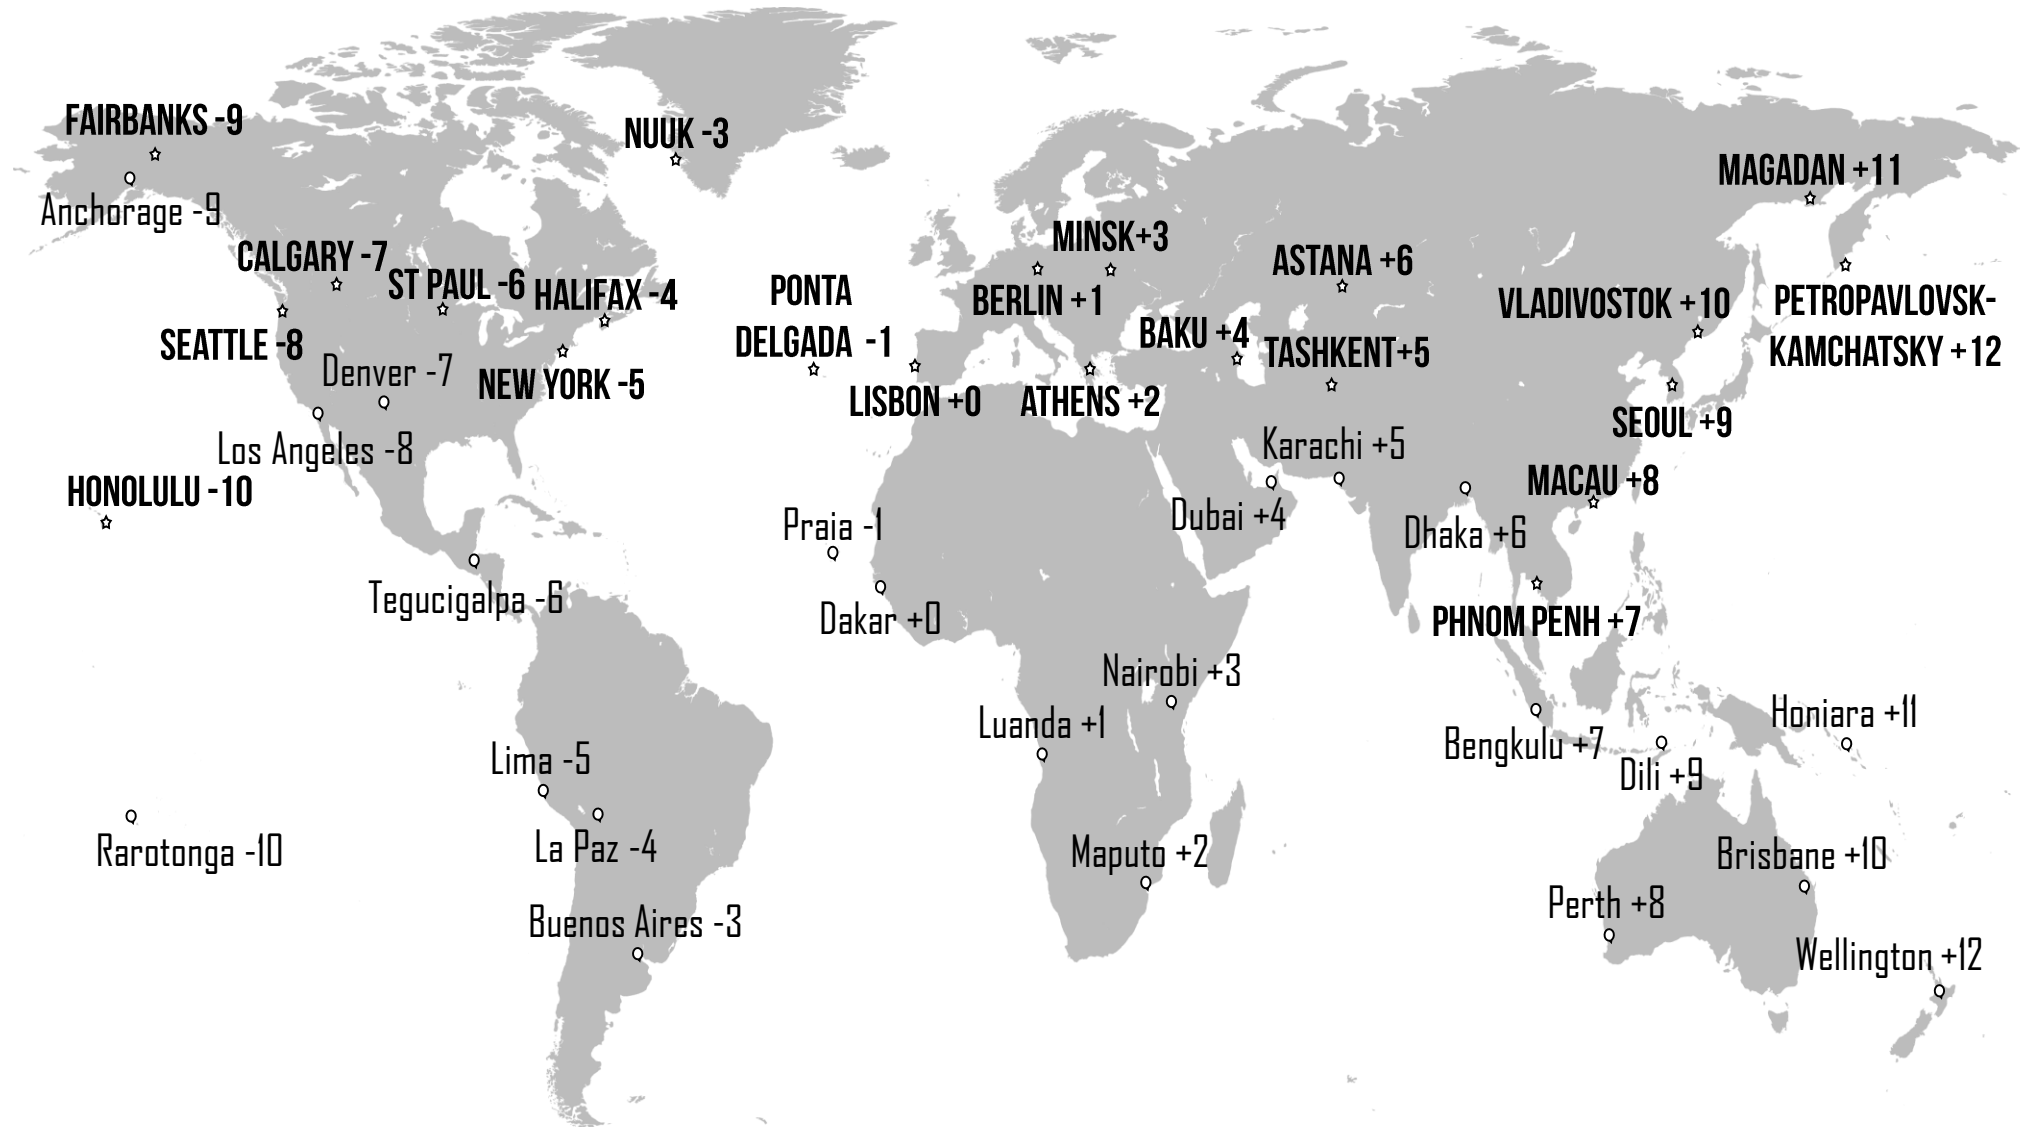 FAIRBANKS -9
NUUK -3
MAGADAN +11
Anchorage -9
MINSK+3
CALGARY -7
ASTANA +6
ST PAUL -6
HALIFAX -4
PONTA
DELGADA -1
BERLIN +1
VLADIVOSTOK +10
PETROPAVLOVSK-
KAMCHATSKY +12
SEATTLE -8
BAKU +4
TASHKENT+5
Denver -7
NEW YORK -5
LISBON +0
ATHENS +2
SEOUL +9
Los Angeles -8
Karachi +5
HONOLULU -10
MACAU +8
Praia -1
Dubai +4
Dhaka +6
Tegucigalpa -6
Dakar +0
PHNOM PENH +7
Nairobi +3
Luanda +1
Honiara +11
Lima -5
Bengkulu +7
Dili +9
Rarotonga -10
La Paz -4
Maputo +2
Brisbane +10
Perth +8
Buenos Aires -3
Wellington +12